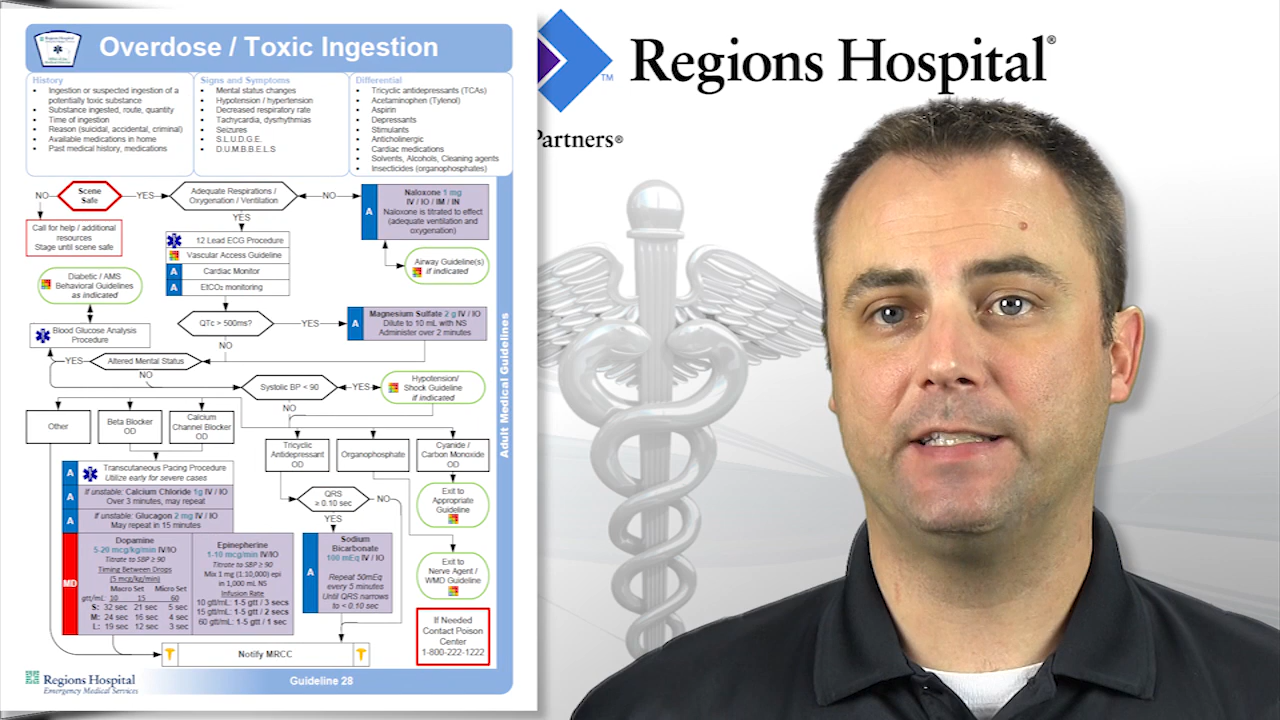 Overdose / Toxic Ingestion
History
• Ingestion or suspected ingestion of a
potentially toxic substance
• Substance ingested, route, quantity
• Time of ingestion
• Reason (suicidal, accidental, criminal)
• Available medications in home
• Past medical history, medications
Signs and Symptoms
• Mental status changes
• Hypotension / hypertension
• Decreased respiratory rate
• Tachycardia, dysrhythmias
• Seizures
• S.L.U.D.G.E.
• D.U.M.B.B.E.L.S
Differential
• Tricyclic antidepressants (TCAs)
• Acetaminophen (Tylenol)
• Aspirin
• Depressants
• Stimulants
• Anticholinergic
• Cardiac medications
• Solvents, Alcohols, Cleaning agents
• Insecticides (organophosphates)
NO
Scene
Safe
YES
Adequate Respirations /
Oxygenation / Ventilation
NO
A
Naloxone 1 mg
IV / IO / IM / IN
Naloxone is titrated to effect
(adequate ventilation and
oxygenation)
Call for help / additional
resources
Stage until scene safe
YES
12 Lead ECG Procedure
Vascular Access Guideline
A Cardiac Monitor
A EtCO2 monitoring
Airway Guideline(s)
if indicated
Diabetic / AMS
Behavioral Guidelines
as indicated
Blood Glucose Analysis
Procedure
QTc > 500ms?
YES
A
Magnesium Sulfate 2 g IV / IO
Dilute to 10 mL with NS
Administer over 2 minutes
NO
YES
Altered Mental Status
NO
Systolic BP < 90
YES
Hypotension/
Shock Guideline
if indicated
NO
Other
Beta Blocker
OD
Calcium
Channel Blocker
OD
Tricyclic
Antidepressant
OD
Organophosphate
Cyanide /
Carbon Monoxide
OD
A
Transcutaneous Pacing Procedure
Utilize early for severe cases
A
If unstable: Calcium Chloride 1g IV / IO
Over 3 minutes, may repeat
A
If unstable: Glucagon 2 mg IV / IO
May repeat in 15 minutes
QRS
≥ 0.10 sec
NO
YES
Exit to
Appropriate
Guideline
MD
Dopamine
5-20 mcg/kg/min IV/IO
Titrate to SBP ≥ 90
Timing Between Drops
(5 mcg/kg/min)
Macro Set Micro Set
gtt/mL: 10 15 60
S: 32 sec 21 sec 5 sec
M: 24 sec 16 sec 4 sec
L: 19 sec 12 sec 3 sec
Epinepherine
1-10 mcg/min IV/IO
Titrate to SBP ≥ 90
Mix 1 mg (1:10,000) epi
in 1,000 mL NS
Infusion Rate
10 gtt/mL: 1-5 gtt / 3 secs
15 gtt/mL: 1-5 gtt / 2 secs
60 gtt/mL: 1-5 gtt / 1 sec
A
Sodium
Bicarbonate
100 mEq IV / IO
Repeat 50mEq
every 5 minutes
Until QRS narrows
to < 0.10 sec
Exit to
Nerve Agent /
WMD Guideline
If Needed
Contact Poison
Center
1-800-222-1222
Notify MRCC
Adult Medical Guidelines
Regions Hospital
Emergency Medical Services
Guideline 28
™
Regions Hospital®
Partners®